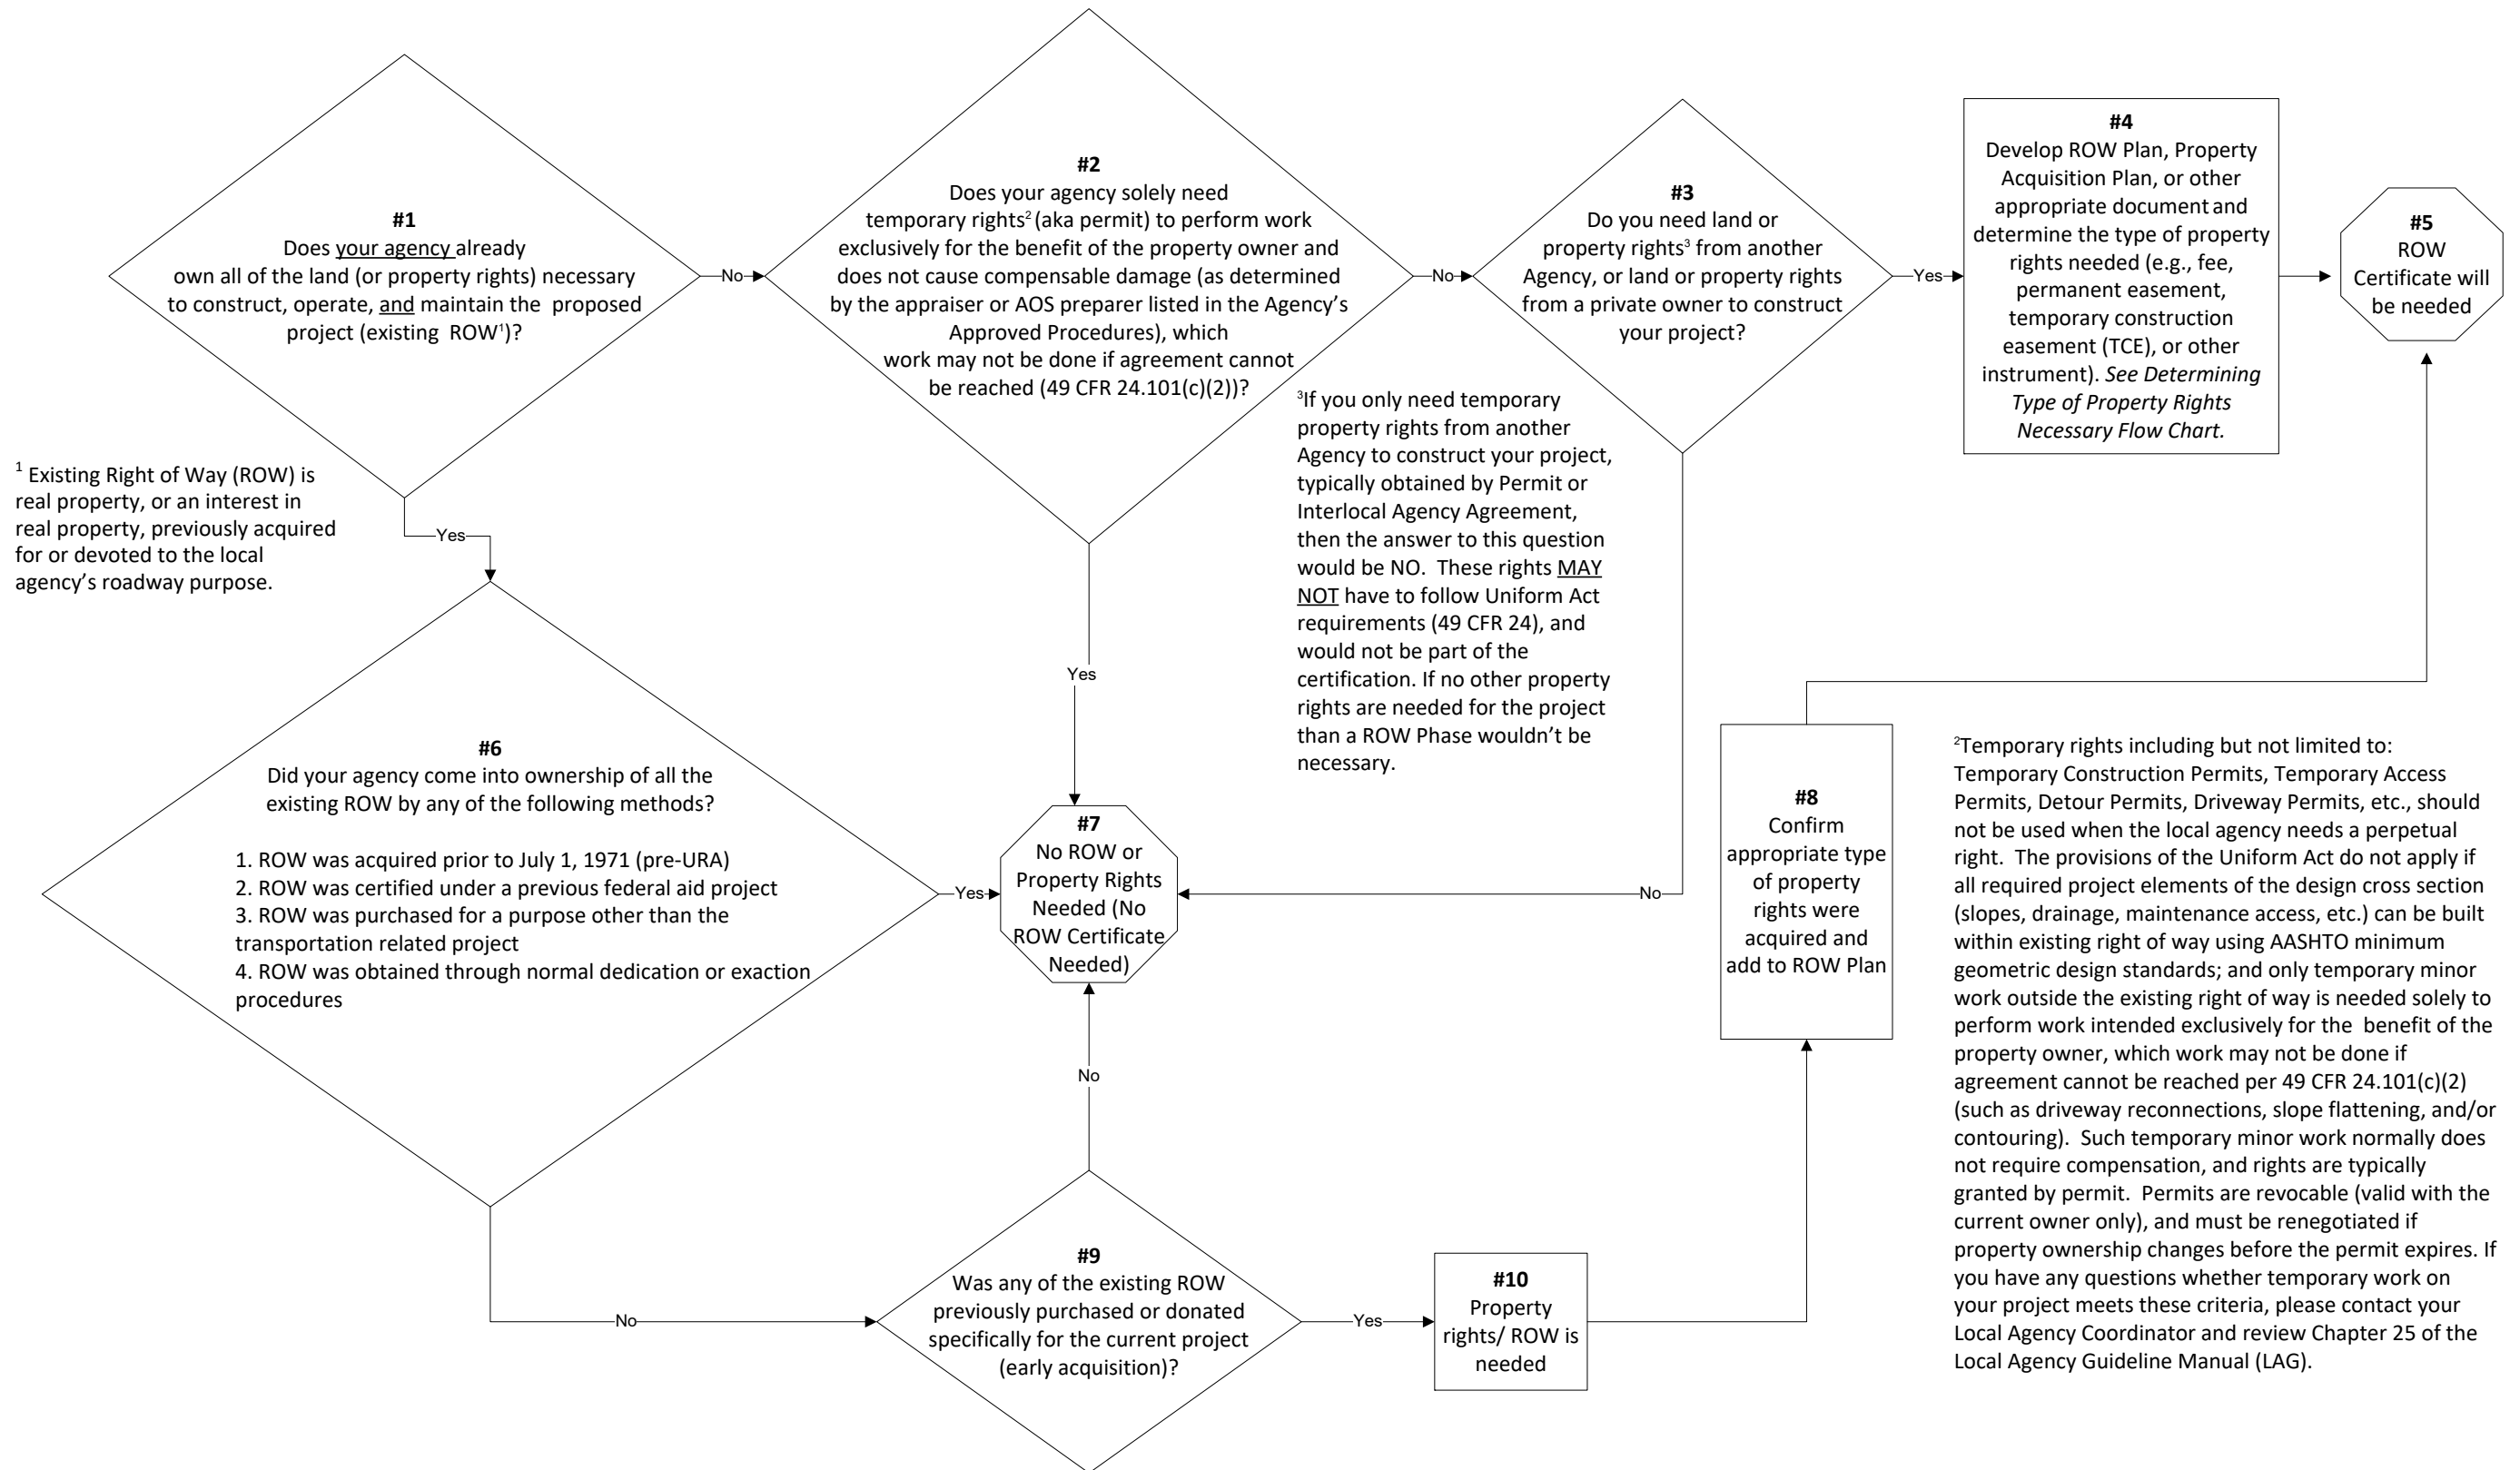 #1
Does your agency already
own all of the land (or property rights) necessary
to construct, operate, and maintain the proposed
project (existing ROW¹)?
No
#2
Does your agency solely need
temporary rights² (aka permit) to perform work
exclusively for the benefit of the property owner and
does not cause compensable damage (as determined
by the appraiser or AOS preparer listed in the Agency’s
Approved Procedures), which
work may not be done if agreement cannot
be reached (49 CFR 24.101(c)(2))?
No
#3
Do you need land or
property rights³ from another
Agency, or land or property rights
from a private owner to construct
your project?
Yes
#4
Develop ROW Plan, Property
Acquisition Plan, or other
appropriate document and
determine the type of property
rights needed (e.g., fee,
permanent easement,
temporary construction
easement (TCE), or other
instrument). See Determining
Type of Property Rights
Necessary Flow Chart.
#5
ROW
Certificate will
be needed
¹ Existing Right of Way (ROW) is
real property, or an interest in
real property, previously acquired
for or devoted to the local
agency’s roadway purpose.
Yes
Yes
³If you only need temporary
property rights from another
Agency to construct your project,
typically obtained by Permit or
Interlocal Agency Agreement,
then the answer to this question
would be NO. These rights MAY
NOT have to follow Uniform Act
requirements (49 CFR 24), and
would not be part of the
certification. If no other property
rights are needed for the project
than a ROW Phase wouldn’t be
necessary.
#6
Did your agency come into ownership of all the
existing ROW by any of the following methods?
1. ROW was acquired prior to July 1, 1971 (pre-URA)
2. ROW was certified under a previous federal aid project
3. ROW was purchased for a purpose other than the
transportation related project
4. ROW was obtained through normal dedication or exaction
procedures
Yes
#7
No ROW or
Property Rights
Needed (No
ROW Certificate
Needed)
No
#8
Confirm
appropriate type
of property
rights were
acquired and
add to ROW Plan
²Temporary rights including but not limited to:
Temporary Construction Permits, Temporary Access
Permits, Detour Permits, Driveway Permits, etc., should
not be used when the local agency needs a perpetual
right. The provisions of the Uniform Act do not apply if
all required project elements of the design cross section
(slopes, drainage, maintenance access, etc.) can be built
within existing right of way using AASHTO minimum
geometric design standards; and only temporary minor
work outside the existing right of way is needed solely to
perform work intended exclusively for the benefit of the
property owner, which work may not be done if
agreement cannot be reached per 49 CFR 24.101(c)(2)
(such as driveway reconnections, slope flattening, and/or
contouring). Such temporary minor work normally does
not require compensation, and rights are typically
granted by permit. Permits are revocable (valid with the
current owner only), and must be renegotiated if
property ownership changes before the permit expires. If
you have any questions whether temporary work on
your project meets these criteria, please contact your
Local Agency Coordinator and review Chapter 25 of the
Local Agency Guideline Manual (LAG).
No
No
#9
Was any of the existing ROW
previously purchased or donated
specifically for the current project
(early acquisition)?
Yes
#10
Property
rights/ ROW is
needed